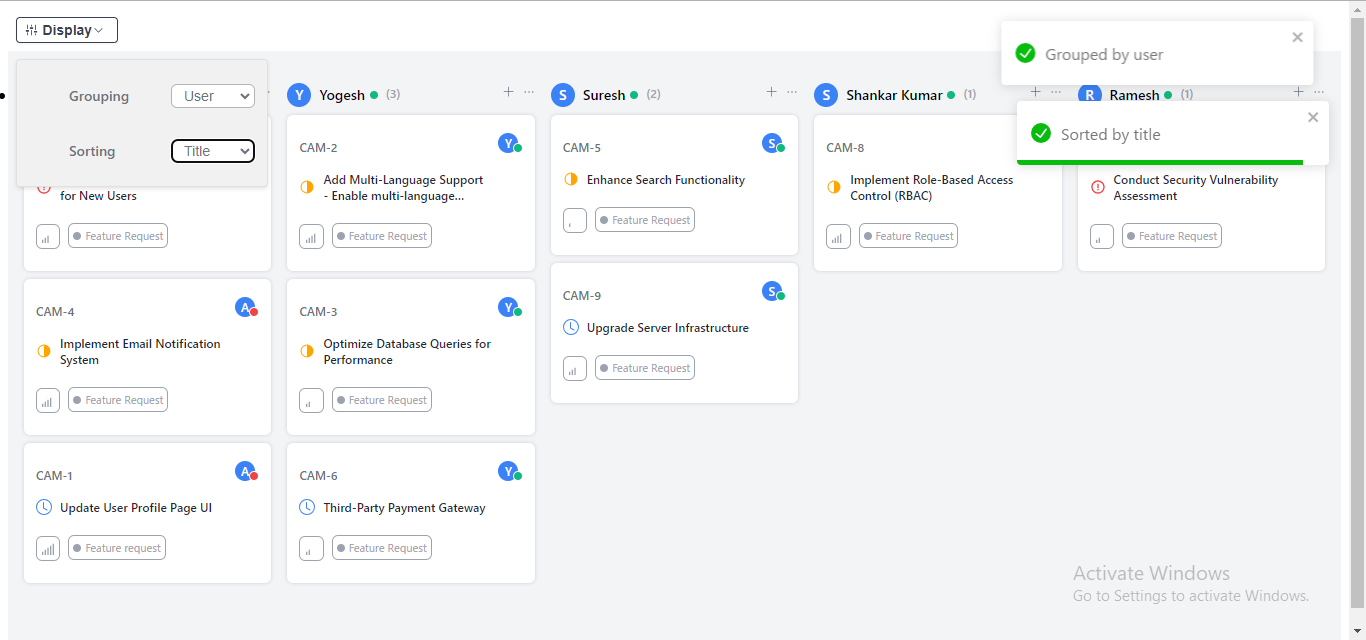 Display
Grouped by user
Grouping
User
Sorting
Title
Sorted by title
for New Users
Feature Request
CAM-4
A
Implement Email Notification
System
Feature Request
CAM-1
A
Update User Profile Page UI
Feature request
Y
Yogesh
(3)
CAM-2
Y
Add Multi-Language Support
- Enable multi-language...
Feature Request
CAM-3
Y
Optimize Database Queries for
Performance
Feature Request
CAM-6
Y
Third-Party Payment Gateway
Feature Request
S
Suresh
(2)
CAM-5
S
Enhance Search Functionality
Feature Request
CAM-9
S
Upgrade Server Infrastructure
Feature Request
S
Shankar Kumar
(1)
CAM-8
Implement Role-Based Access
Control (RBAC)
Feature Request
R
Ramesh
(1)
Conduct Security Vulnerability
Assessment
Feature Request
Activate Windows
Go to Settings to activate Windows.